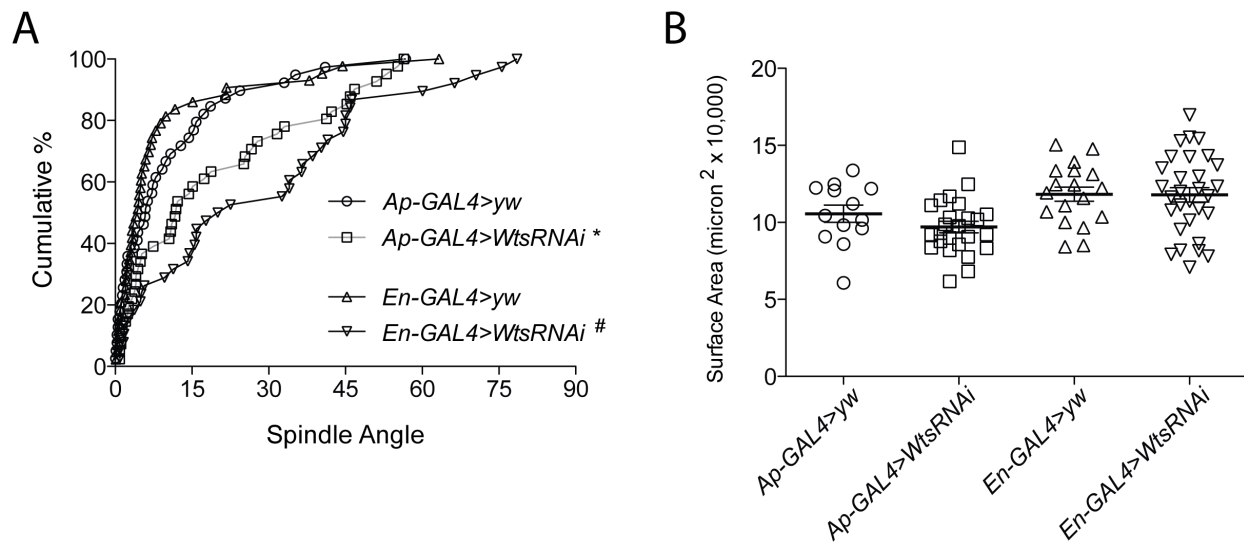 A
100
80
60
40
20
0
Cumulative %
0 15 30 45 60 75 90
Spindle Angle
Ap-GAL4>yw
Ap-GAL4>WtsRNAi *
En-GAL4>yw
En-GAL4>WtsRNAi #
B
20
15
10
5
0
Surface Area (micron 2 x 10,000)
Ap-GAL4>yw
Ap-GAL4>WtsRNAi
En-GAL4>yw
En-GAL4>WtsRNAi